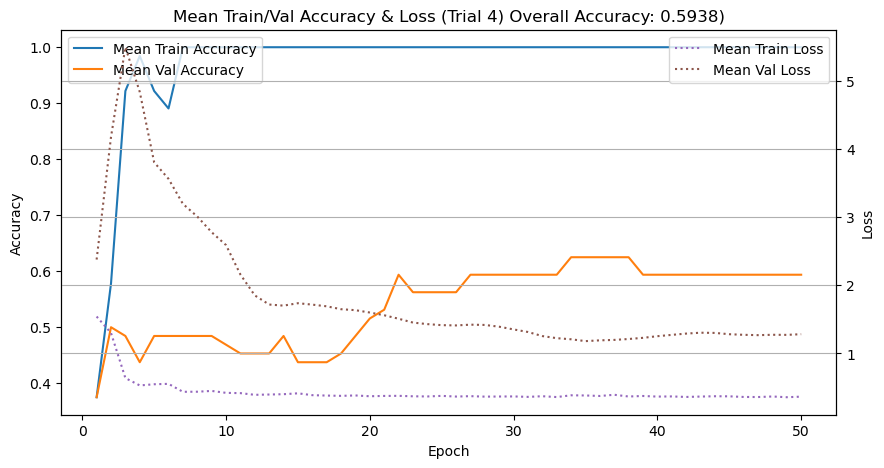 Mean Train/Val Accuracy & Loss (Trial 4) Overall Accuracy: 0.5938)
Mean Train Accuracy
Mean Val Accuracy
Mean Train Loss
Mean Val Loss
Accuracy
1.0
0.9
0.8
0.7
0.6
0.5
0.4
5
4
3
2
1
Loss
0
10
20
30
40
50
Epoch